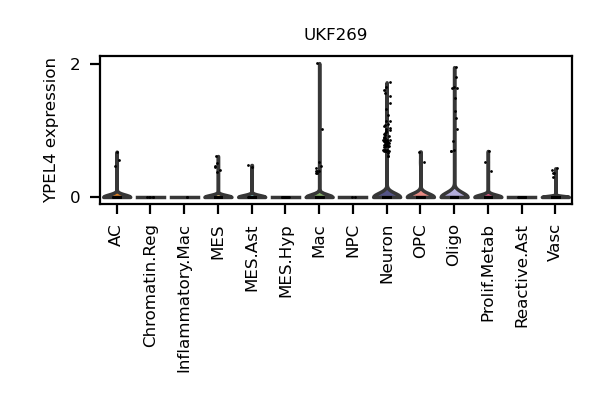 UKF269
YPEL4 expression
2
0
AC
Chromatin.Reg
Inflammatory.Mac
MES
MES.Ast
MES.Hyp
Mac
NPC
Neuron
OPC
Oligo
Prolif.Metab
Reactive.Ast
Vasc